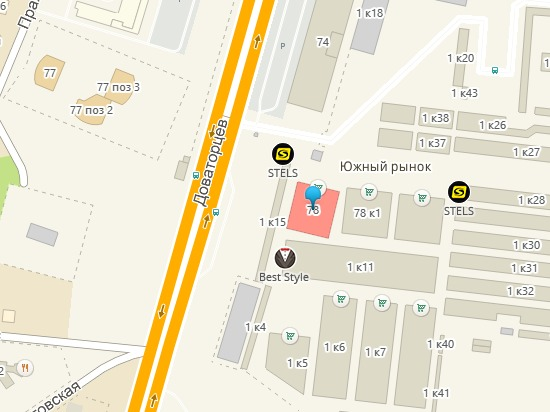 Пра
1 к18
74
P
1 к20
77
77 поз 3
1 к43
77 поз 2
1 к38
1 к26
1 к37
1 к27
Доваторцев
STELS
Южный рынок
78
78 к1
STELS
1 к28
1 к15
1 к30
1 к11
1 к31
Best Style
1 к32
1 к4
1 к5
1 к6
1 к7
1 к40
2
овская
1 к41